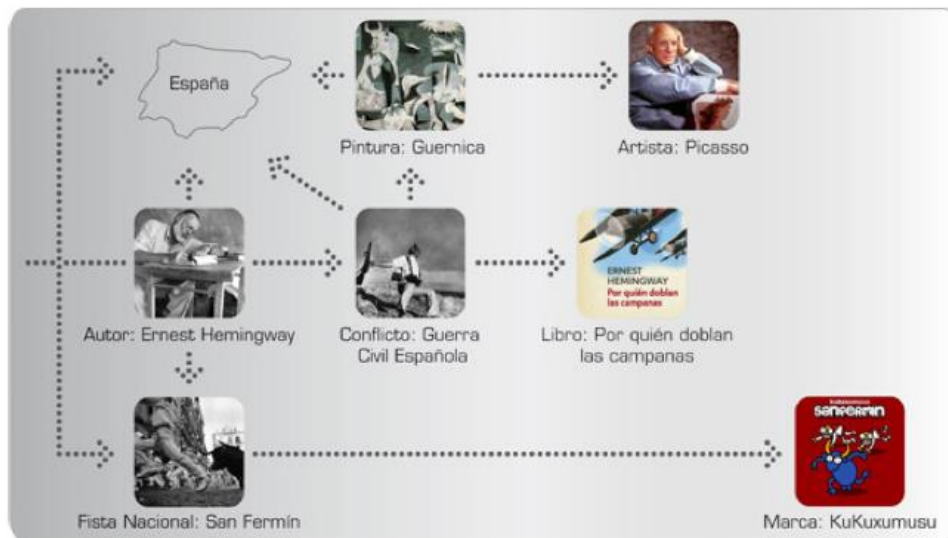 España
Pintura: Guernica
Artista: Picasso
ERNEST
HEMINGWAY
Por quién doblan
las campanas
Autor: Ernest Hemingway
Conflicto: Guerra
Civil Española
Libro: Por quién doblan
las campanas
kukuxumusu
SANFERMIN
Fista Nacional: San Fermín
Marca: KuKuxumusu